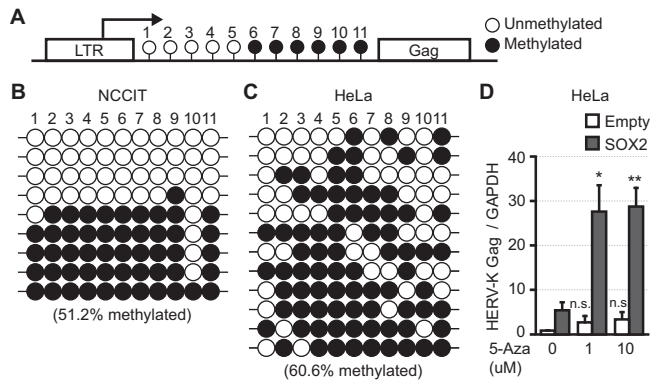 A
1 2 3 4 5 6 7 8 9 10 11
LTR
Gag
Unmethylated
Methylated
B
NCCIT
1 2 3 4 5 6 7 8 9 10 11
(51.2% methylated)
C
HeLa
1 2 3 4 5 6 7 8 9 10 11
(60.6% methylated)
D
HeLa
Empty
SOX2
HERV-K Gag / GAPDH
40
30
20
10
0
n.s.
*
n.s.
**
5-Aza
(uM)
0 1 10